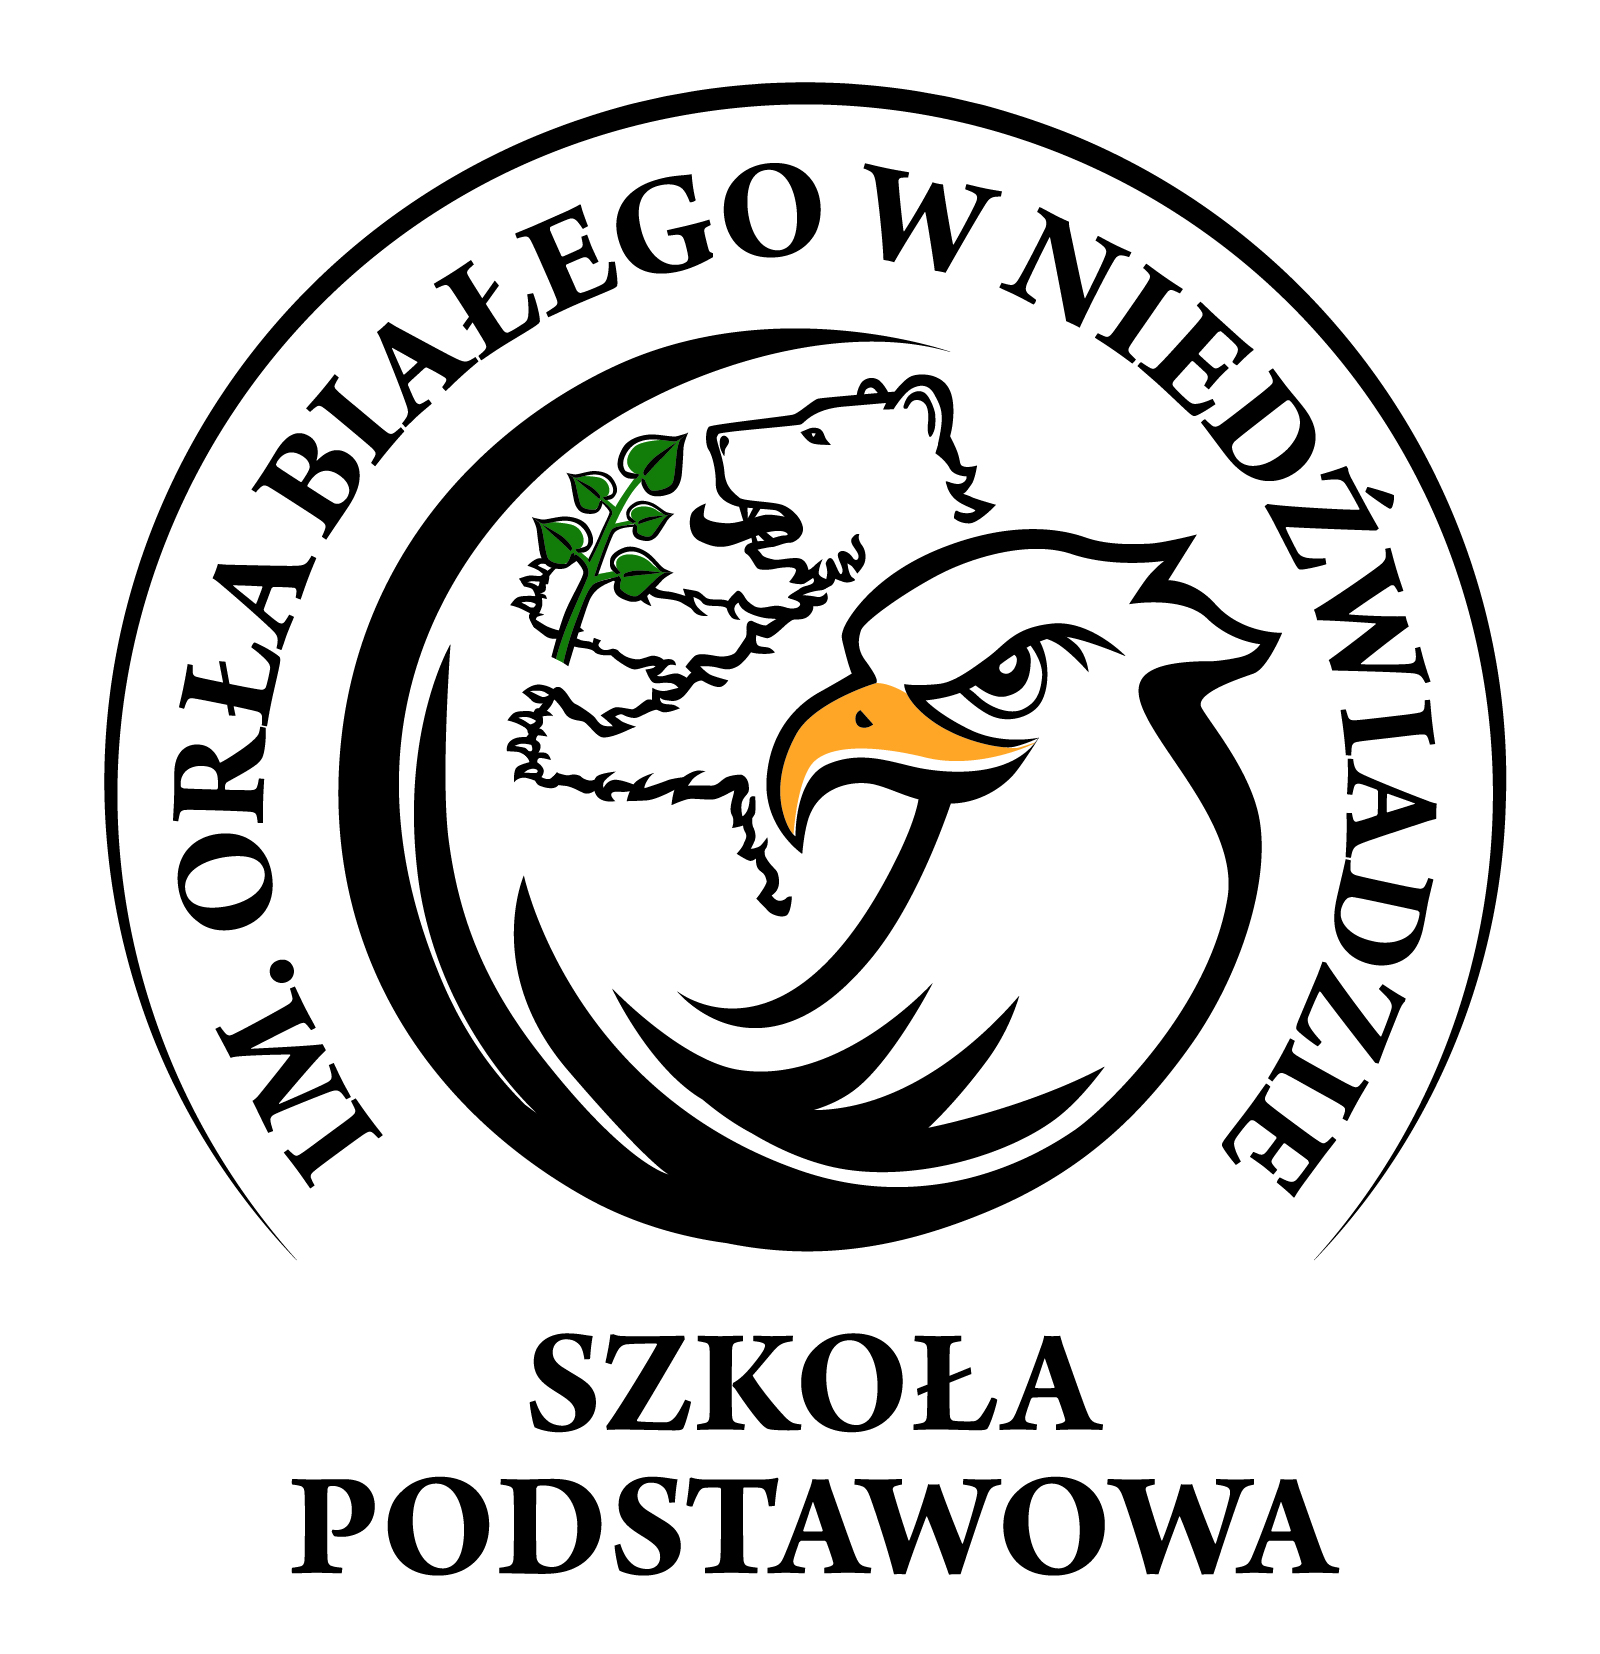 IM. ORŁA BIAŁEGO W NIEDŹWIADZIE
SZKOŁA
PODSTAWOWA